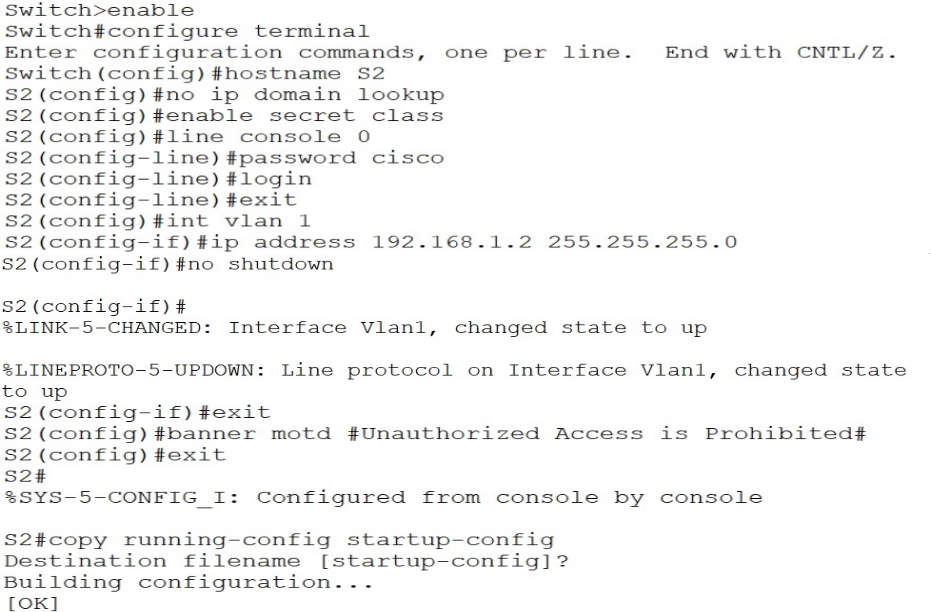 Switch>enable
Switch#configure terminal
Enter configuration commands, one per line.  End with CNTL/Z.
Switch(config)#hostname S2
S2(config)#no ip domain lookup
S2(config)#enable secret class
S2(config)#line console 0
S2(config-line)#password cisco
S2(config-line)#login
S2(config-line)#exit
S2(config)#int vlan 1
S2(config-if)#ip address 192.168.1.2 255.255.255.0
S2(config-if)#no shutdown
S2(config-if)#
%LINK-5-CHANGED: Interface Vlan1, changed state to up
%LINEPROTO-5-UPDOWN: Line protocol on Interface Vlan1, changed state
to up
S2(config-if)#exit
S2(config)#banner motd #Unauthorized Access is Prohibited#
S2(config)#exit
S2#
%SYS-5-CONFIG_I: Configured from console by console
S2#copy running-config startup-config
Destination filename [startup-config]?
Building configuration...
[OK]